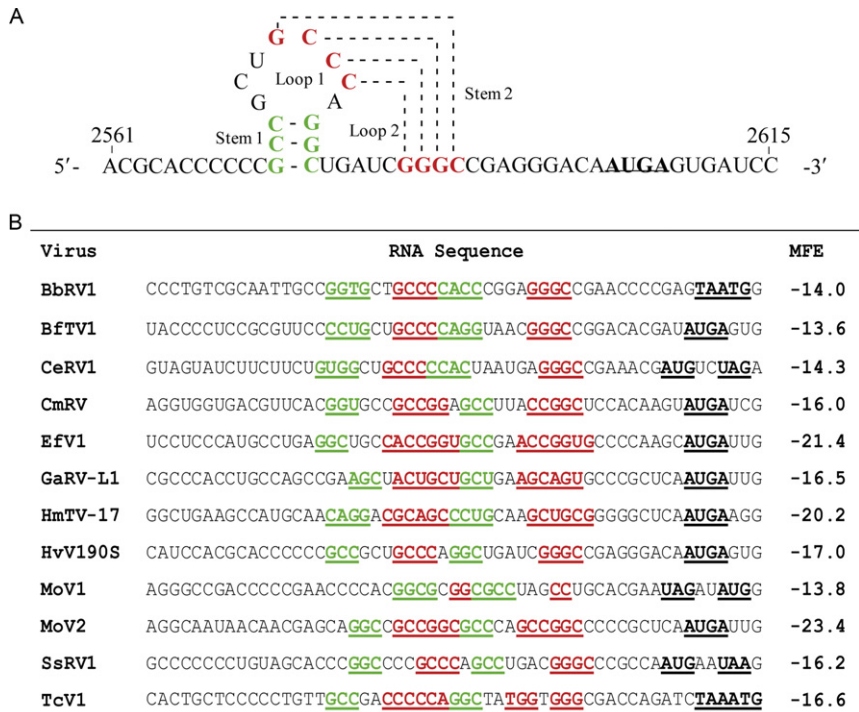 A
G C
U C
Loop 1
C C
Stem 2
G A
C - G
Stem 1
Loop 2
2561
C - G
2615
5′- ACGCACCCCCCG - CUGAUCGGGCCGAGGGACAAUGAGUGAUCC -3′
B
Virus RNA Sequence MFE
BbRV1 CCCTGTCGCAATTGCCGGTGCTGCCCCACCCGGAGGGCCGAACCCCGAGTAATGG -14.0
BfTV1 UACCCCUCCGCGUUCCCCUGCUGCCCCAGGUAACGGGCCGGACACGAUAUGAGUG -13.6
CeRV1 GUAGUAUCUUCUUCUGUGGCUGCCCCCACUAAUGAGGGCCGAAACGAUGUCUAGA -14.3
CmRV AGGUGGUGACGUUCACGGUGCCGCCGGAGCCUUACCGGCUCCACAAGUAUGAUCG -16.0
EfV1 UCCUCCCAUGCCUGAGGCUGCCACCGGUGCCGAACCGGUGCCCCAAGCAUGAUUG -21.4
GaRV-L1 CGCCCACCUGCCAGCCGAAGCUACUGCUGCUGAAGCAGUGCCCGCUCAAUGAUUG -16.5
HmTV-17 GGCUGAAGCCAUGCAACAGGACGCAGCCCUGCAAGCUGCGGGGGCUCAAUGAAGG -20.2
HvV190S CAUCCACGCACCCCCCGCCGCUGCCCAGGCUGAUCGGGCCGAGGGACAAUGAGUG -17.0
MoV1 AGGGCCGACCCCCGAACCCCACGGCGCGGCGCCUAGCCUGCACGAAUAGAUAUGG -13.8
MoV2 AGGCAAUAACAACGAGCAGGCCGCCGGCGCCCAGCCGGCCCCCGCUCAAUGAUUG -23.4
SsRV1 GCCCCCCCUGUAGCACCCGGCCCCGCCCAGCCUGACGGGCCGCCAAUGAAUAAG -16.2
TcV1 CACTGCTCCCCCTGTTGCCGACCCCCAGGCTATGGTGGGCGACCAGATCTAAATG -16.6